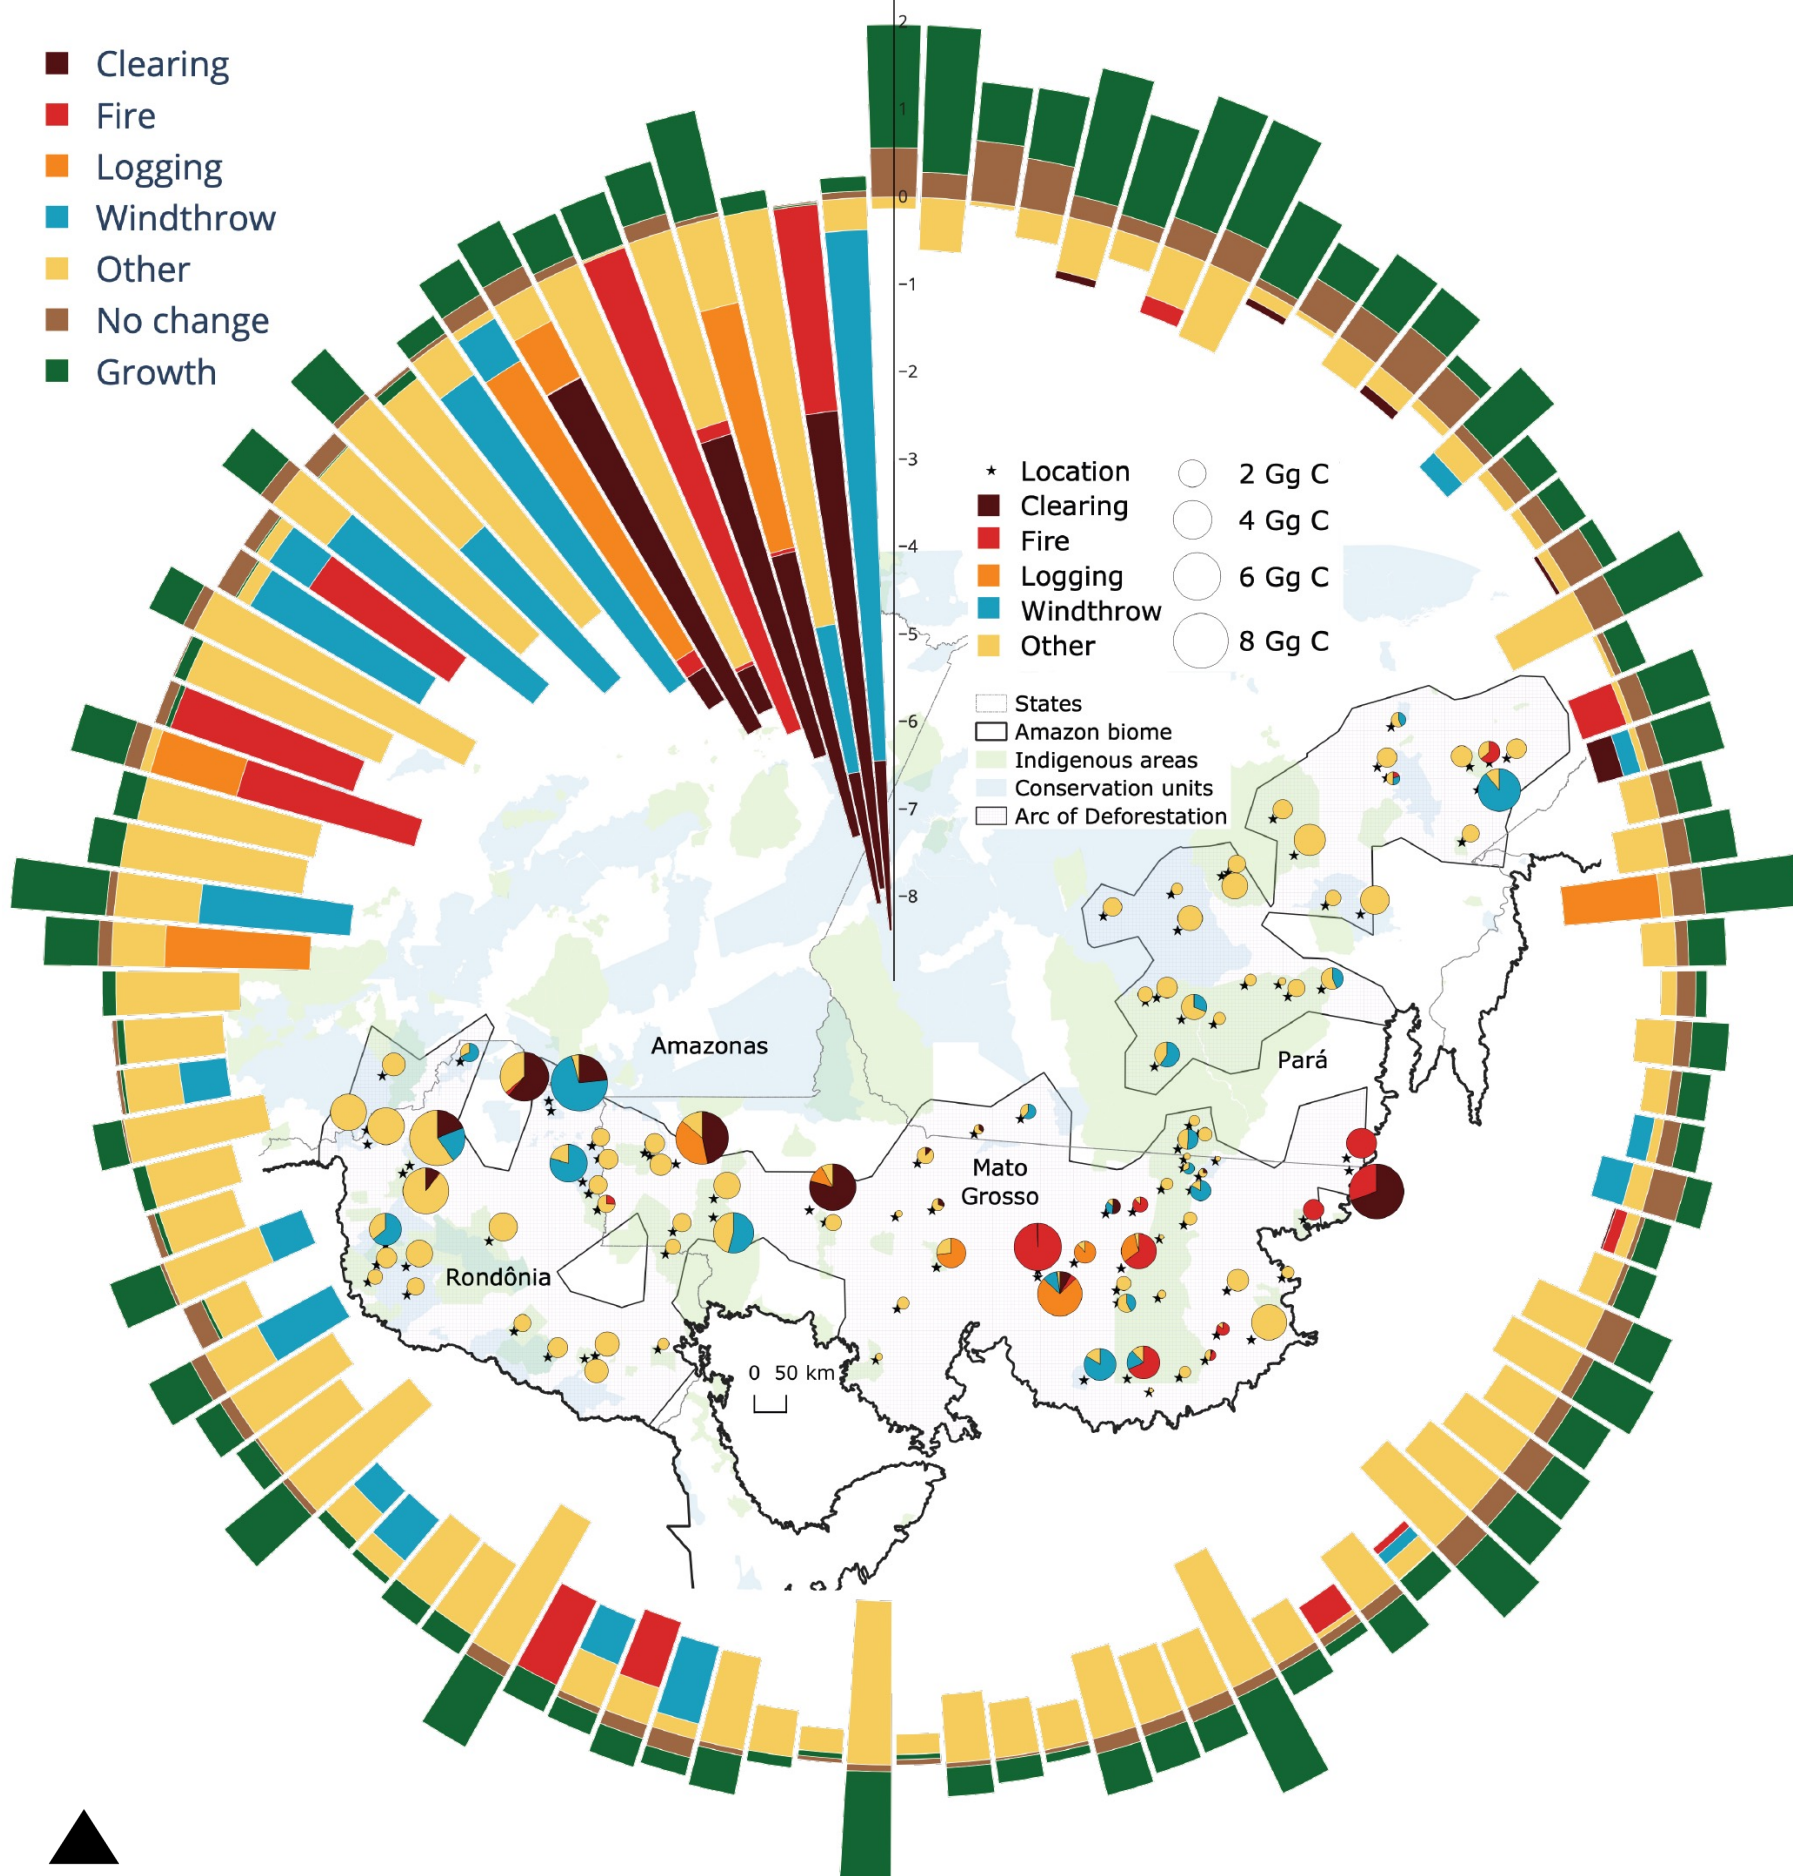 Clearing
Fire
Logging
Windthrow
Other
No change
Growth
2
1
0
−1
−2
−3
−4
−5
−6
−7
−8
Location
Clearing
Fire
Logging
Windthrow
Other
2 Gg C
4 Gg C
6 Gg C
8 Gg C
States
Amazon biome
Indigenous areas
Conservation units
Arc of Deforestation
Amazonas
Pará
Mato
Grosso
Rondônia
0 50 km